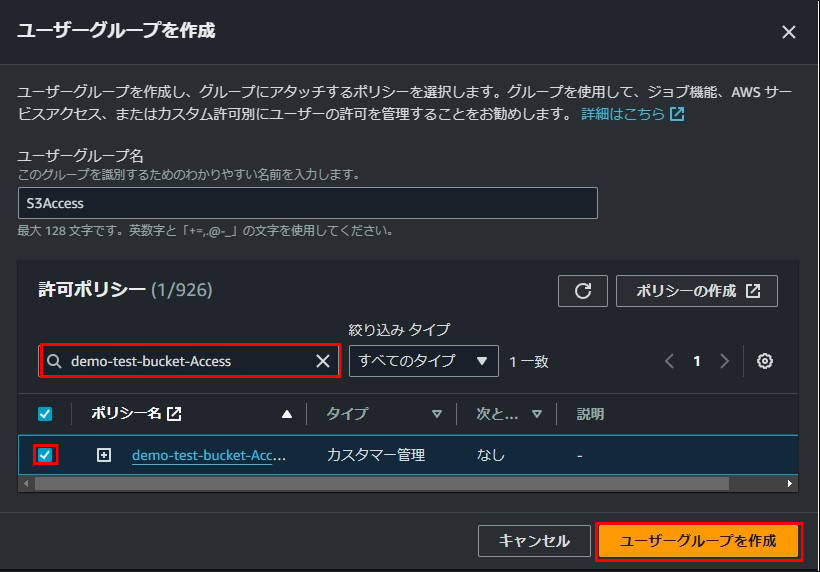 ユーザーグループを作成
ユーザーグループを作成し、グループにアタッチするポリシーを選択します。グループを使用して、ジョブ機能、AWS サー
ビスアクセス、またはカスタム許可別にユーザーの許可を管理することをお勧めします。 詳細はこちら
ユーザーグループ名
このグループを識別するためのわかりやすい名前を入力します。
S3Access
最大 128 文字です。英数字と「+=,.@-_」の文字を使用してください。
許可ポリシー (1/926)
ポリシーの作成
絞り込み タイプ
demo-test-bucket-Access すべてのタイプ 1 一致 1
ポリシー名 タイプ 次と... 説明
demo-test-bucket-Acc... カスタマー管理 なし -
キャンセル ユーザーグループを作成